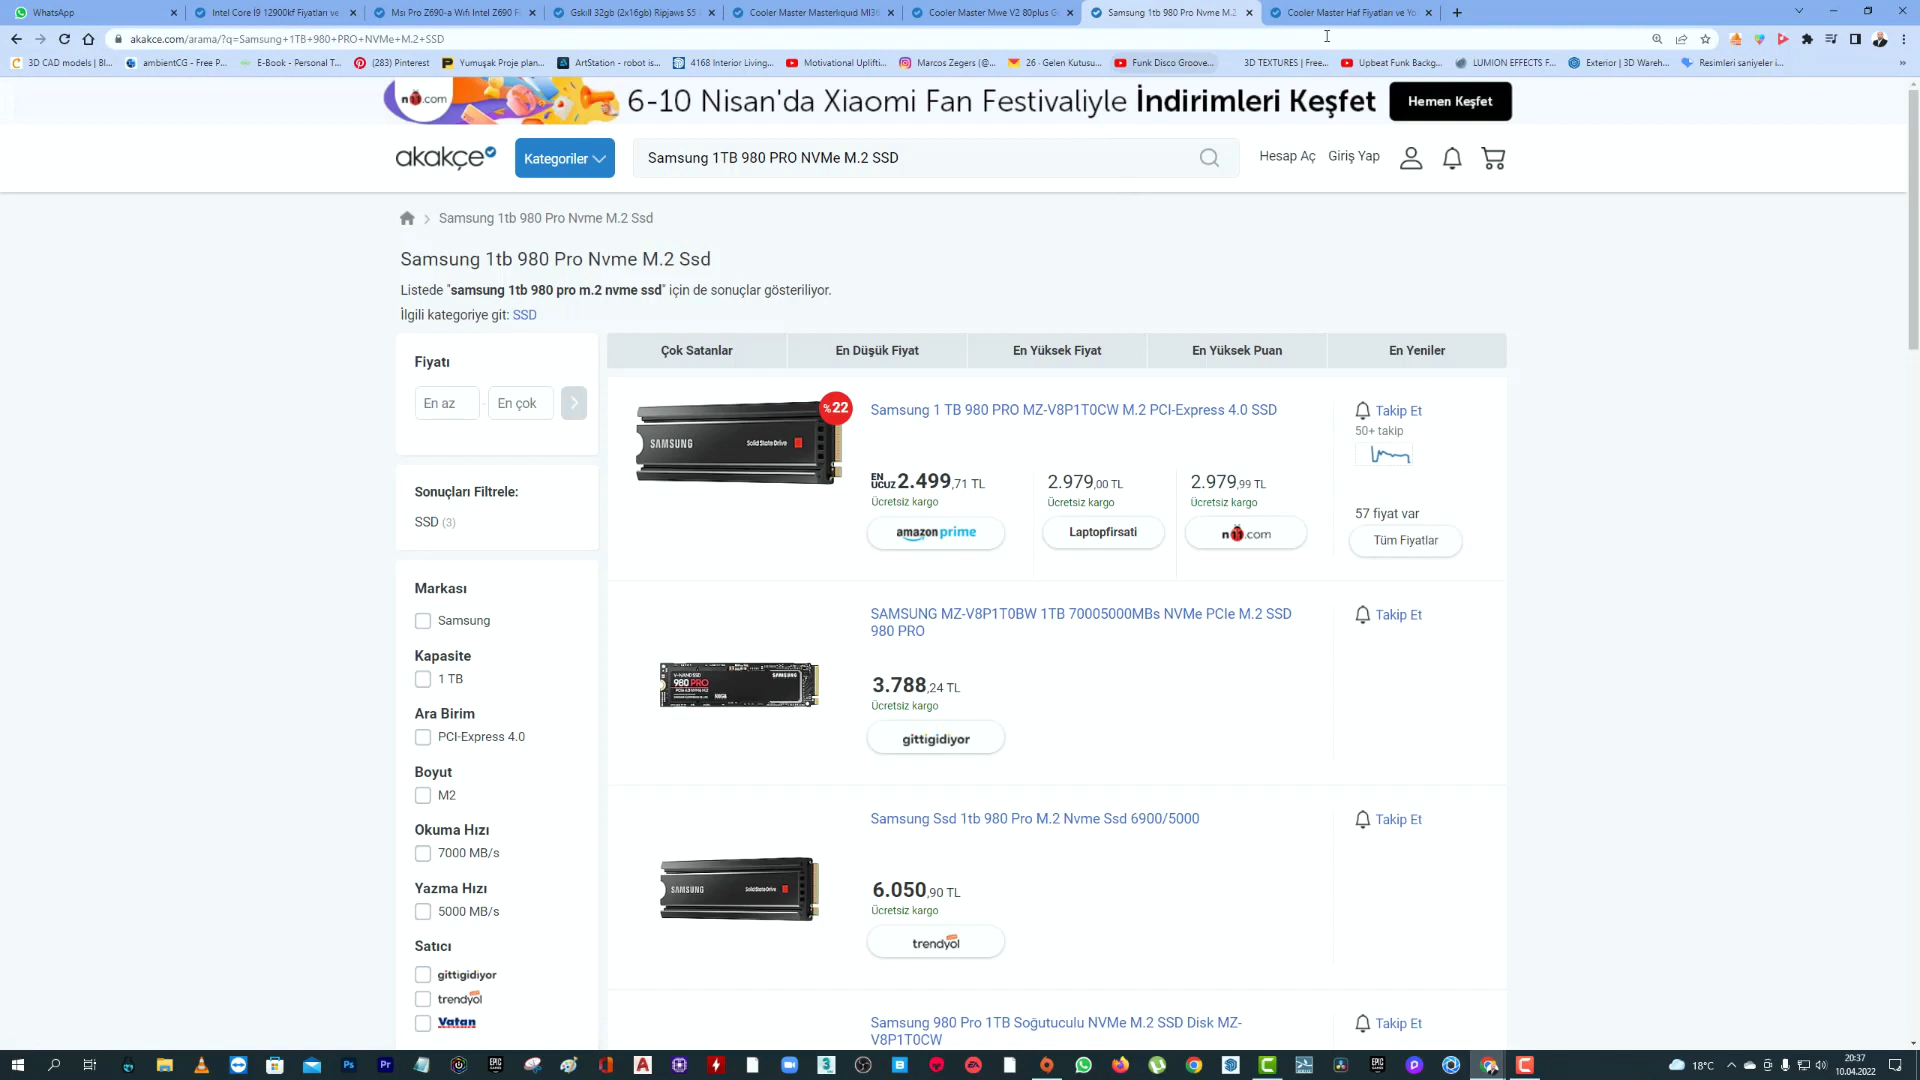 WhatsApp
Intel Core I9 12900kf Fiyatları ve
Msı Pro Z690-a Wıfı Intel Z690 F
Gskıll 32gb (2x16gb) Ripjaws S5
Cooler Master Masterlıquıd Ml36
Cooler Master Mwe V2 80plus G
Samsung 1tb 980 Pro Nvme M.2
Cooler Master Haf Fiyatları ve Yo
akakce.com/arama/?q=Samsung+1TB+980+PRO+NVMe+M.2+SSD
3D CAD models | Bl...
ambientCG - Free P...
E-Book - Personal T...
(283) Pinterest
Yumuşak Proje plan...
ArtStation - robot is...
4168 Interior Living...
Motivational Uplifti...
Marcos Zegers (@...
26 - Gelen Kutusu...
Funk Disco Groove...
3D TEXTURES | Free...
Upbeat Funk Backg...
LUMION EFFECTS F...
Exterior | 3D Wareh...
Resimleri saniyeler i...
n11.com 6-10 Nisan'da Xiaomi Fan Festivaliyle İndirimleri Keşfet Hemen Keşfet
akakçe Kategoriler Samsung 1TB 980 PRO NVMe M.2 SSD Hesap Aç Giriş Yap
Samsung 1tb 980 Pro Nvme M.2 Ssd
Samsung 1tb 980 Pro Nvme M.2 Ssd
Listede "samsung 1tb 980 pro m.2 nvme ssd" için de sonuçlar gösteriliyor.
İlgili kategoriye git: SSD
Fiyatı
En az - En çok
Sonuçları Filtrele:
SSD (3)
Markası
Samsung
Kapasite
1 TB
Ara Birim
PCI-Express 4.0
Boyut
M2
Okuma Hızı
7000 MB/s
Yazma Hızı
5000 MB/s
Satıcı
gittigidiyor
trendyol
Vatan
Çok Satanlar En Düşük Fiyat En Yüksek Fiyat En Yüksek Puan En Yeniler
%22
SAMSUNG Solid State Drive
Samsung 1 TB 980 PRO MZ-V8P1T0CW M.2 PCI-Express 4.0 SSD
EN UCUZ 2.499,71 TL
Ücretsiz kargo
amazon prime
2.979,00 TL
Ücretsiz kargo
Laptopfirsati
2.979,99 TL
Ücretsiz kargo
n11.com
Takip Et
50+ takip
57 fiyat var
Tüm Fiyatlar
SAMSUNG
980 PRO
SAMSUNG MZ-V8P1T0BW 1TB 70005000MBs NVMe PCIe M.2 SSD
980 PRO
3.788,24 TL
Ücretsiz kargo
gittigidiyor
Takip Et
SAMSUNG Solid State Drive
Samsung Ssd 1tb 980 Pro M.2 Nvme Ssd 6900/5000
6.050,90 TL
Ücretsiz kargo
trendyol
Takip Et
Samsung 980 Pro 1TB Soğutuculu NVMe M.2 SSD Disk MZ-
V8P1T0CW
Takip Et
18°C
20:37
10.04.2022